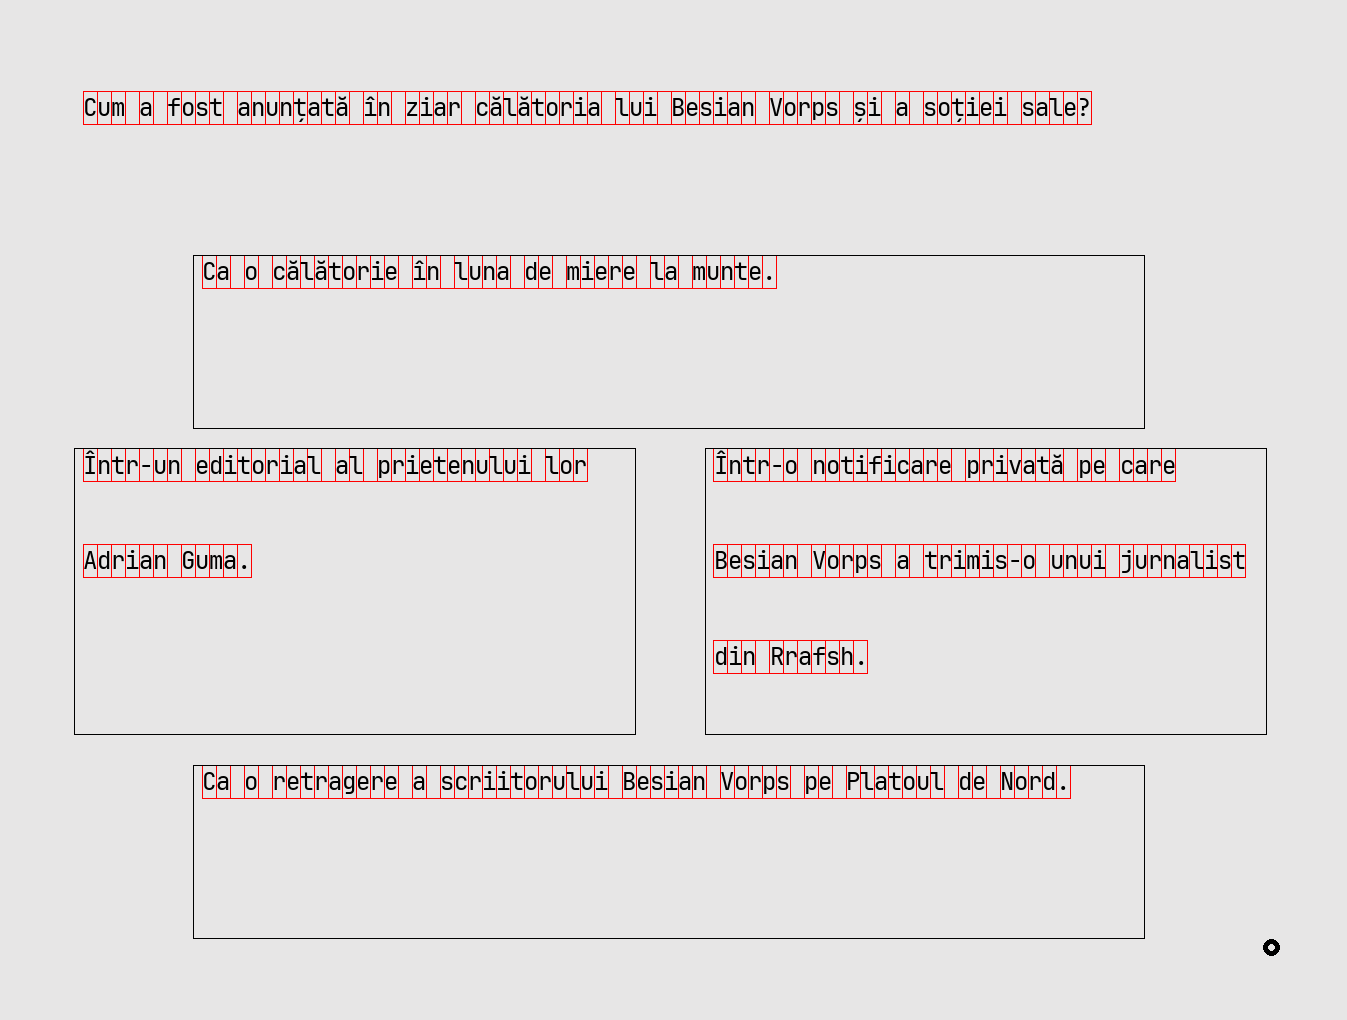 Cum a fost anunțată în ziar călătoria lui Besian Vorps și a soției sale?
Ca o călătorie în luna de miere la munte.
Într-un editorial al prietenului lor
Adrian Guma.
Într-o notificare privată pe care
Besian Vorps a trimis-o unui jurnalist
din Rrafsh.
Ca o retragere a scriitorului Besian Vorps pe Platoul de Nord.